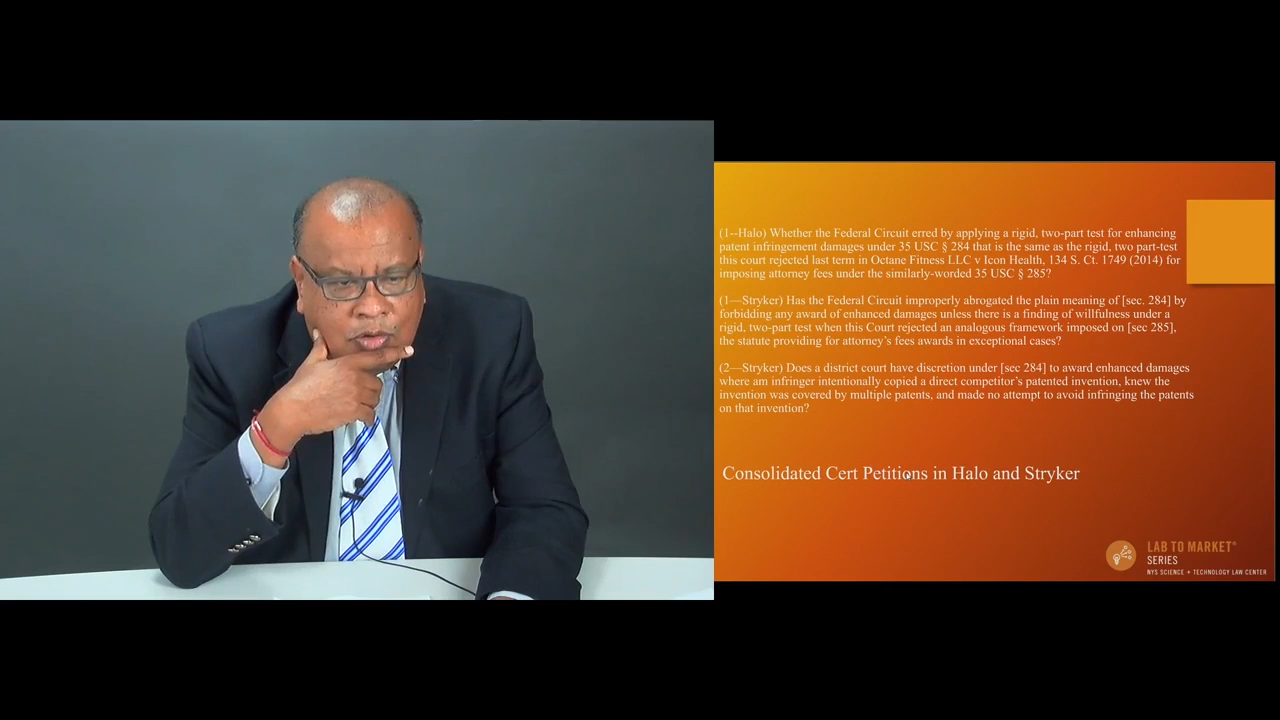 (1--Halo) Whether the Federal Circuit erred by applying a rigid, two-part test for enhancing
patent infringement damages under 35 USC § 284 that is the same as the rigid, two part-test
this court rejected last term in Octane Fitness LLC v Icon Health, 134 S. Ct. 1749 (2014) for
imposing attorney fees under the similarly-worded 35 USC § 285?
(1—Stryker) Has the Federal Circuit improperly abrogated the plain meaning of [sec. 284] by
forbidding any award of enhanced damages unless there is a finding of willfulness under a
rigid, two-part test when this Court rejected an analogous framework imposed on [sec 285],
the statute providing for attorney’s fees awards in exceptional cases?
(2—Stryker) Does a district court have discretion under [sec 284] to award enhanced damages
where am infringer intentionally copied a direct competitor’s patented invention, knew the
invention was covered by multiple patents, and made no attempt to avoid infringing the patents
on that invention?
Consolidated Cert Petitions in Halo and Stryker
LAB TO MARKET®
SERIES
NYS SCIENCE + TECHNOLOGY LAW CENTER